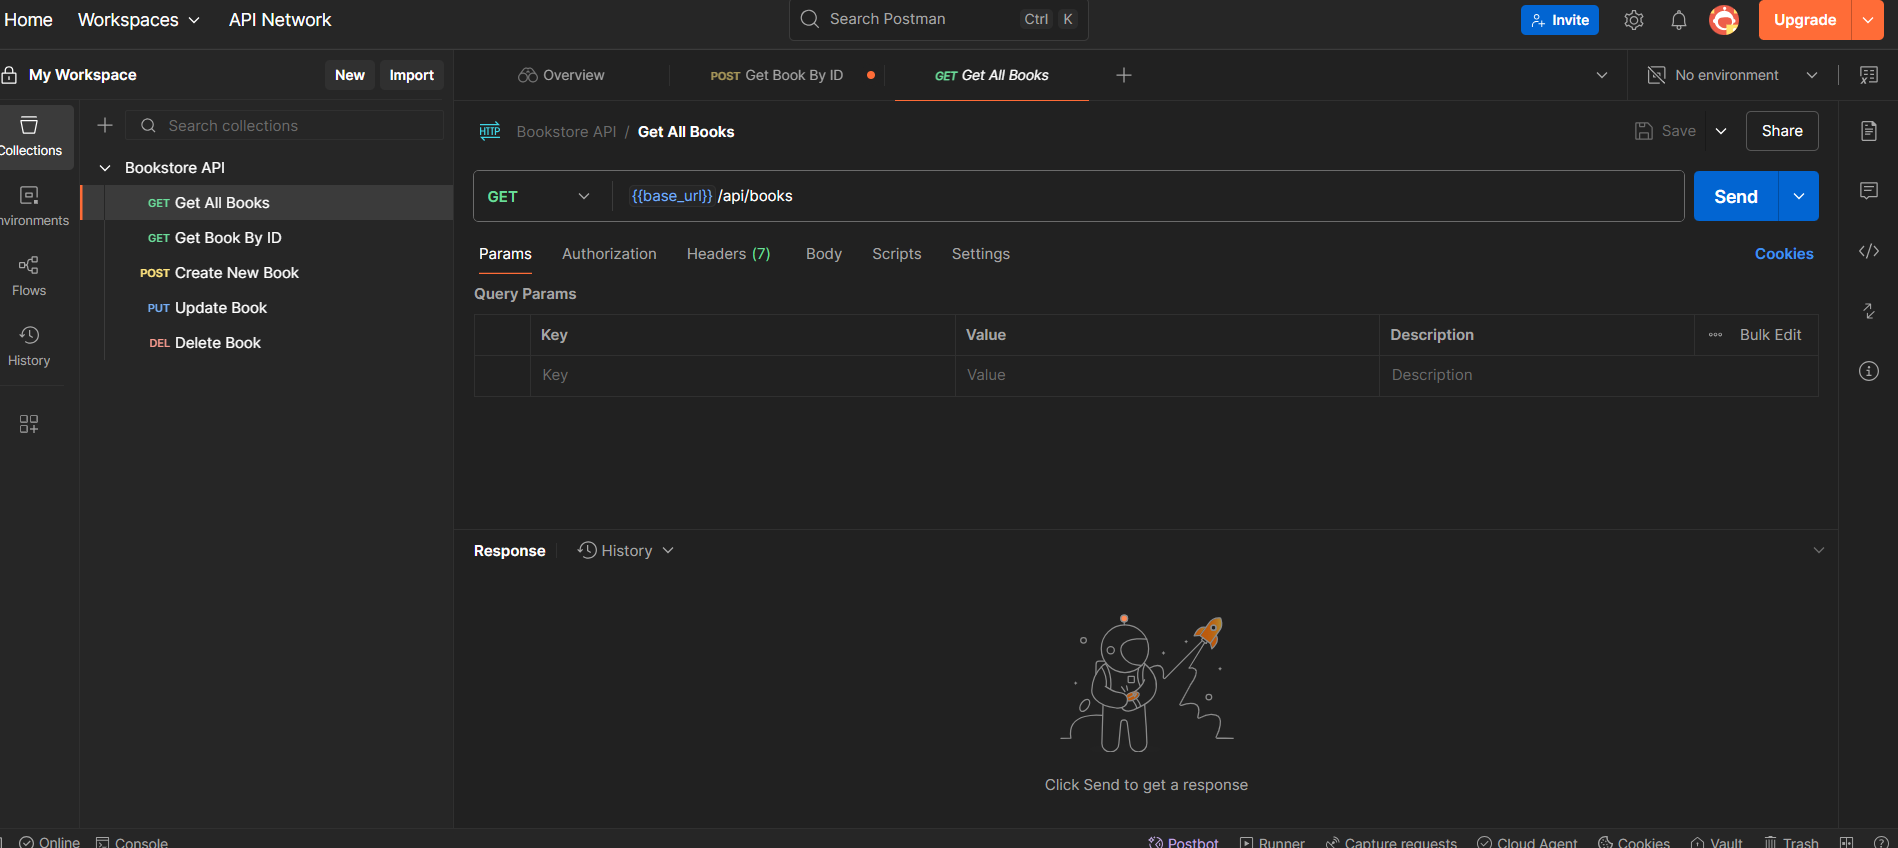 Home Workspaces API Network Search Postman Ctrl K Invite Upgrade
My Workspace New Import Overview POST Get Book By ID GET Get All Books No environment
Search collections
Collections
Environments
Flows
History
Bookstore API
GET Get All Books
GET Get Book By ID
POST Create New Book
PUT Update Book
DEL Delete Book
HTTP Bookstore API / Get All Books Save Share
GET {{base_url}} /api/books Send
Params Authorization Headers (7) Body Scripts Settings Cookies
Query Params
Key Value Description Bulk Edit
Key Value Description
Response History
Click Send to get a response
Online Console Postbot Runner Capture requests Cloud Agent Cookies Vault Trash